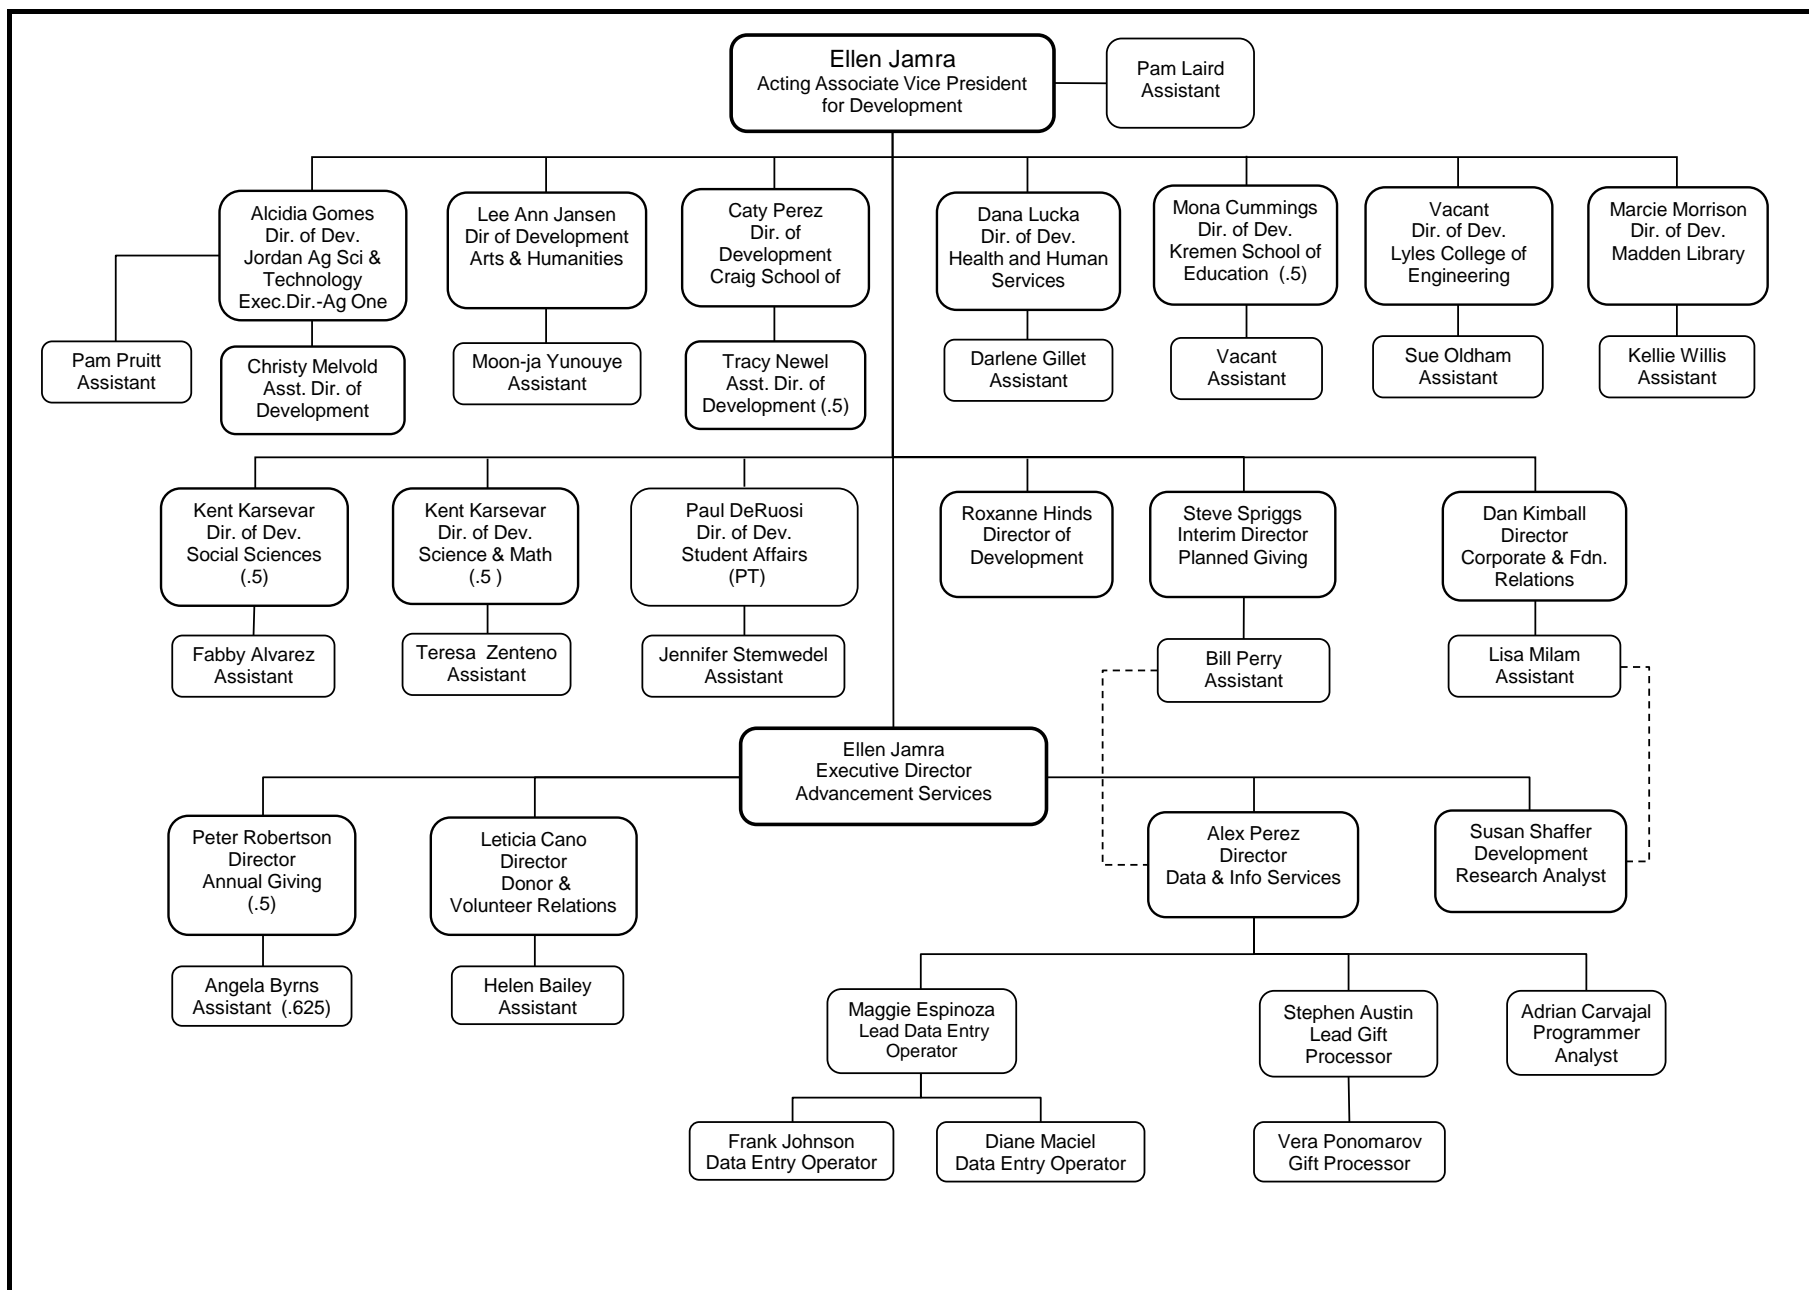 Ellen Jamra
Acting Associate Vice President
for Development
Pam Laird
Assistant
Alcidia Gomes
Dir. of Dev.
Jordan Ag Sci &
Technology
Exec.Dir.-Ag One
Lee Ann Jansen
Dir of Development
Arts & Humanities
Caty Perez
Dir. of
Development
Craig School of
Dana Lucka
Dir. of Dev.
Health and Human
Services
Mona Cummings
Dir. of Dev.
Kremen School of
Education (.5)
Vacant
Dir. of Dev.
Lyles College of
Engineering
Marcie Morrison
Dir. of Dev.
Madden Library
Pam Pruitt
Assistant
Christy Melvold
Asst. Dir. of
Development
Moon-ja Yunouye
Assistant
Tracy Newel
Asst. Dir. of
Development (.5)
Darlene Gillet
Assistant
Vacant
Assistant
Sue Oldham
Assistant
Kellie Willis
Assistant
Kent Karsevar
Dir. of Dev.
Social Sciences
(.5)
Kent Karsevar
Dir. of Dev.
Science & Math
(.5 )
Paul DeRuosi
Dir. of Dev.
Student Affairs
(PT)
Roxanne Hinds
Director of
Development
Steve Spriggs
Interim Director
Planned Giving
Dan Kimball
Director
Corporate & Fdn.
Relations
Fabby Alvarez
Assistant
Teresa Zenteno
Assistant
Jennifer Stemwedel
Assistant
Bill Perry
Assistant
Lisa Milam
Assistant
Ellen Jamra
Executive Director
Advancement Services
Peter Robertson
Director
Annual Giving
(.5)
Leticia Cano
Director
Donor &
Volunteer Relations
Alex Perez
Director
Data & Info Services
Susan Shaffer
Development
Research Analyst
Angela Byrns
Assistant (.625)
Helen Bailey
Assistant
Maggie Espinoza
Lead Data Entry
Operator
Stephen Austin
Lead Gift
Processor
Adrian Carvajal
Programmer
Analyst
Frank Johnson
Data Entry Operator
Diane Maciel
Data Entry Operator
Vera Ponomarov
Gift Processor